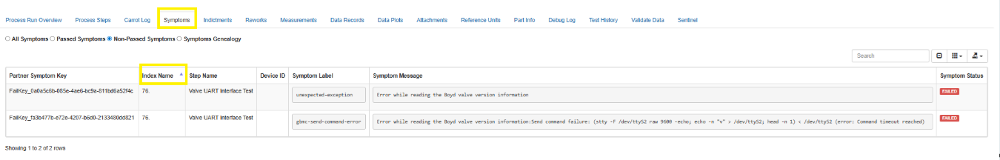 Process Run Overview Process Steps Carrot Log Symptoms Indictments Reworks Measurements Data Records Data Plots Attachments Reference Units Part Info Debug Log Test History Validate Data Sentinel
All Symptoms Passed Symptoms Non-Passed Symptoms Symptoms Genealogy
Search
Partner Symptom Key Index Name Step Name Device ID Symptom Label Symptom Message Symptom Status
FailKey_0a0a5c6b-085e-4ae6-bc9a-811bd6a52f4c 76. Valve UART Interface Test unexpected-exception Error while reading the Boyd valve version information FAILED
FailKey_fa3b477b-e72e-4207-b6d0-2133480dd821 76. Valve UART Interface Test gbmc-send-command-error Error while reading the Boyd valve version information:Send command failure: (stty -F /dev/ttyS2 raw 9600 -echo; echo -n "v" > /dev/ttyS2; head -n 1) < /dev/ttyS2 (error: Command timeout reached) FAILED
Showing 1 to 2 of 2 rows